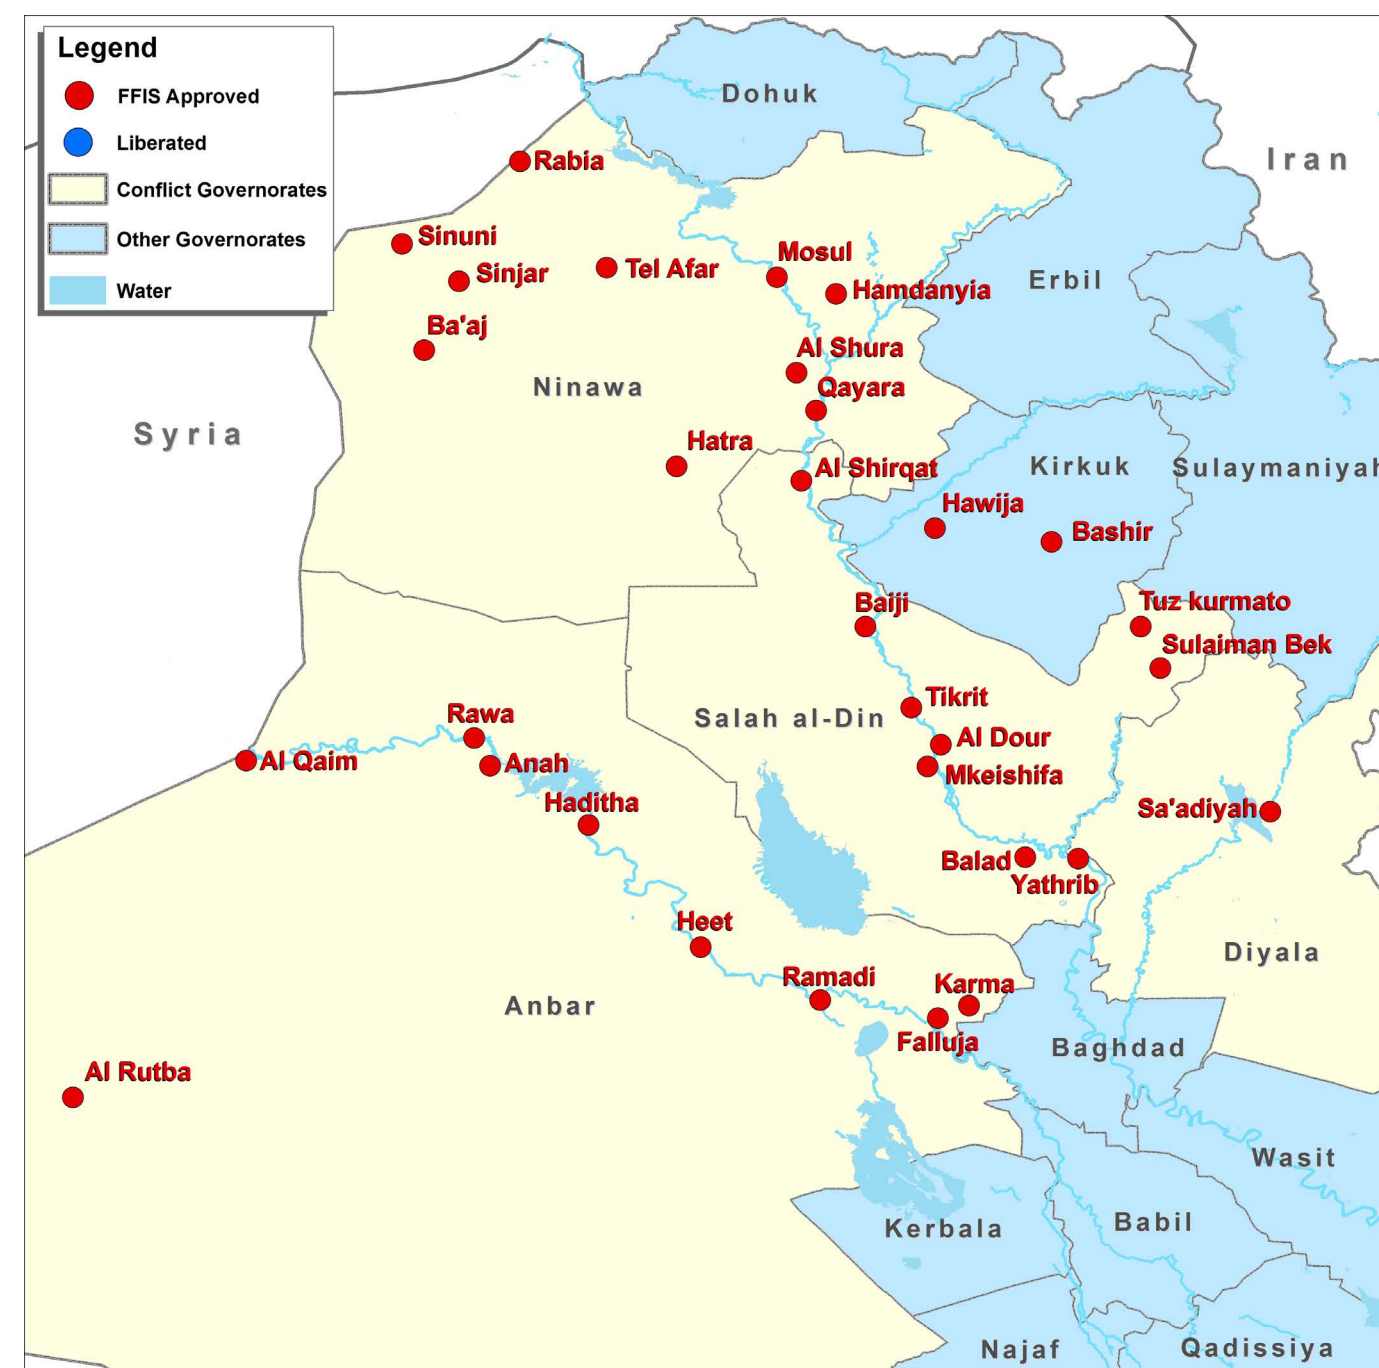 Legend
FFIS Approved
Liberated
Conflict Governorates
Other Governorates
Water
Dohuk
Iran
Rabia
Sinuni
Sinjar
Tel Afar
Mosul
Hamdanyia
Erbil
Ba'aj
Al Shura
Qayara
Ninawa
Syria
Hatra
Al Shirqat
Kirkuk
Sulaymaniyah
Hawija
Bashir
Baiji
Tuz kurmato
Sulaiman Bek
Tikrit
Salah al-Din
Rawa
Al Dour
Al Qaim
Anah
Mkeishifa
Haditha
Sa'adiyah
Balad
Yathrib
Heet
Diyala
Ramadi
Karma
Anbar
Falluja
Baghdad
Al Rutba
Wasit
Kerbala
Babil
Najaf
Qadissiya